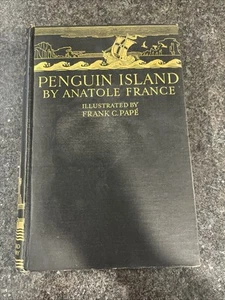 PENGUIN ISLAND
BY ANATOLE FRANCE
ILLUSTRATED BY
FRANK C. PAPÉ